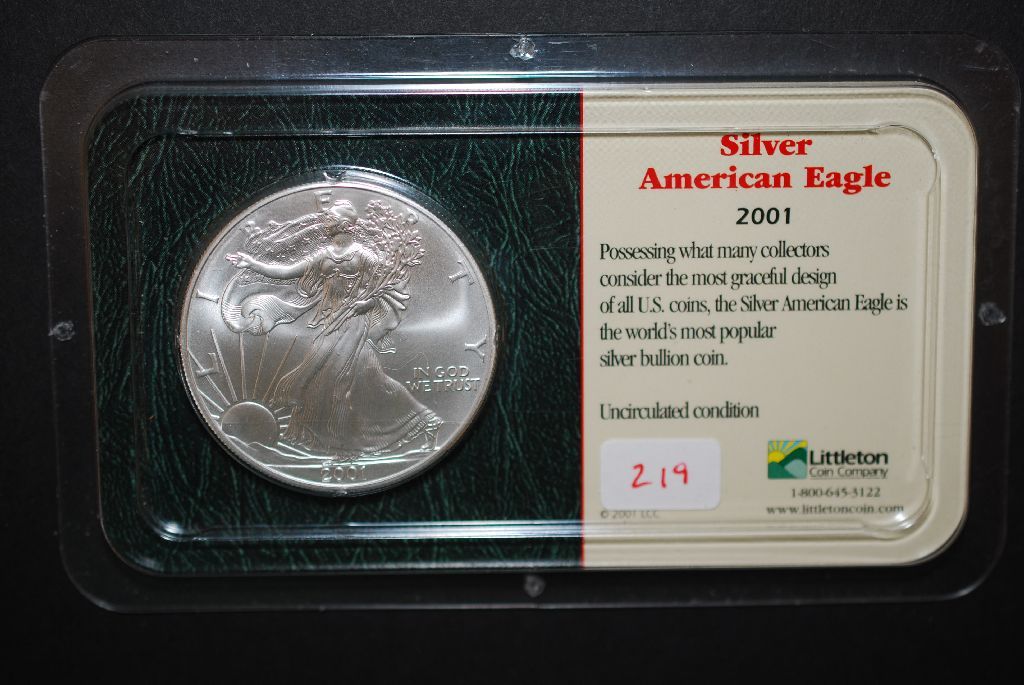 LIBERTY
IN GOD
WE TRUST
2001
Silver
American Eagle
2001
Possessing what many collectors
consider the most graceful design
of all U.S. coins, the Silver American Eagle is
the world's most popular
silver bullion coin.
Uncirculated condition
219
Littleton
Coin Company
1-800-645-3122
www.littletoncoin.com
© 2001 LCC